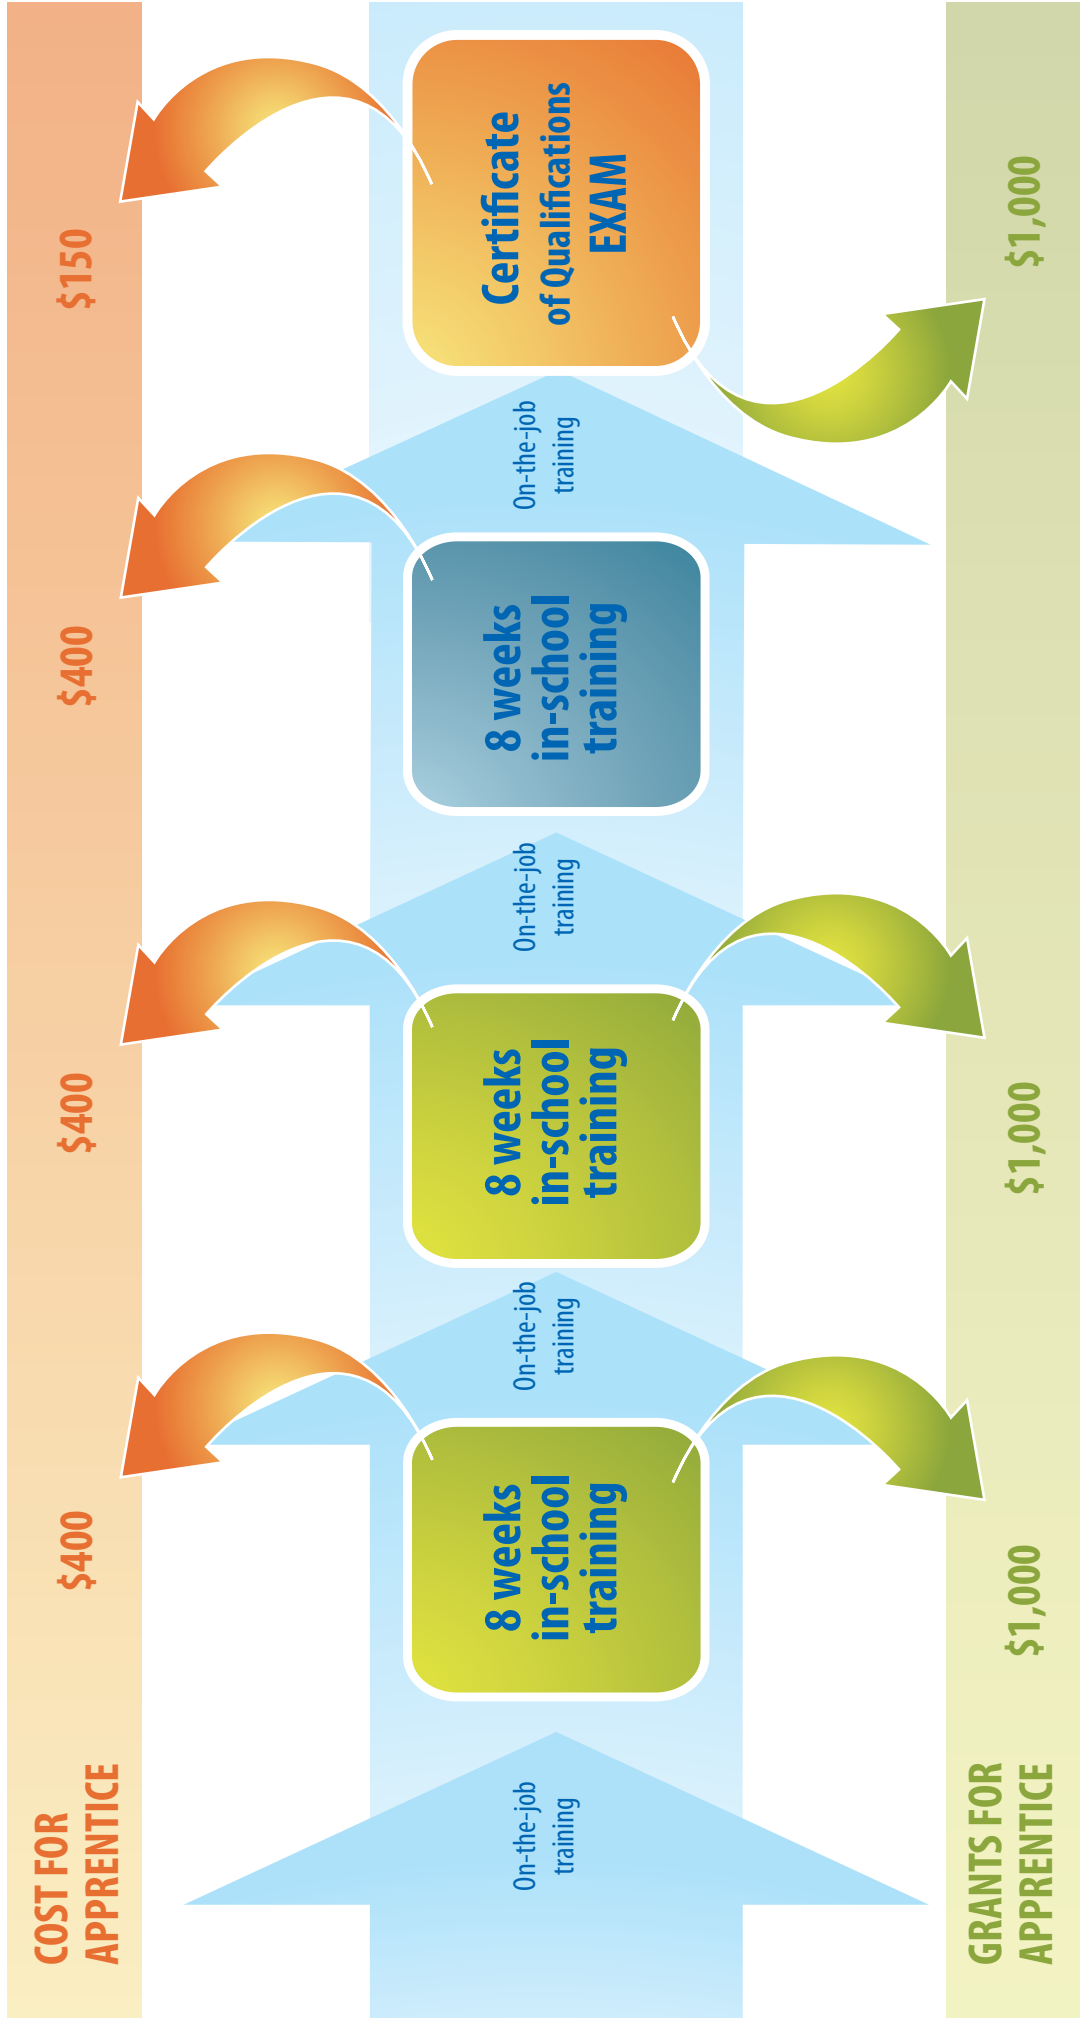 COST FOR
APPRENTICE
$400
$400
$400
$150
On-the-job
training
8 weeks
in-school
training
On-the-job
training
8 weeks
in-school
training
On-the-job
training
8 weeks
in-school
training
On-the-job
training
Certificate
of Qualifications
EXAM
GRANTS FOR
APPRENTICE
$1,000
$1,000
$1,000